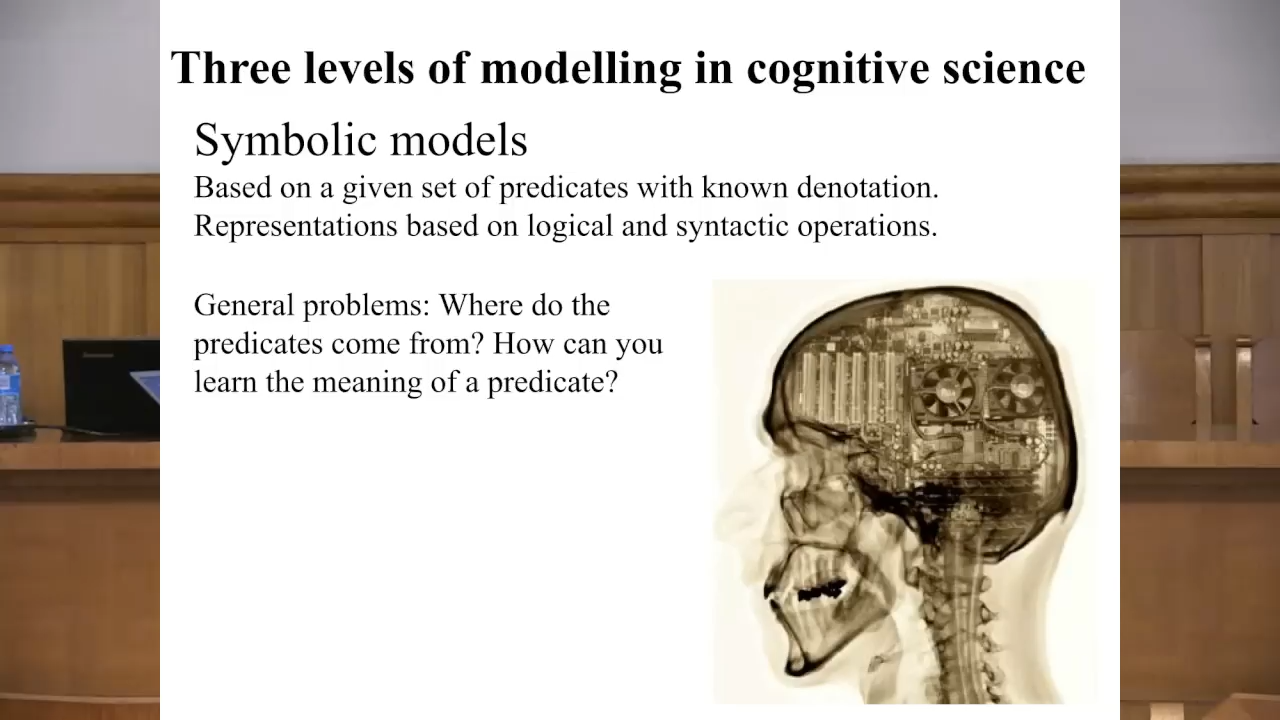 Three levels of modelling in cognitive science
Symbolic models
Based on a given set of predicates with known denotation.
Representations based on logical and syntactic operations.
General problems: Where do the
predicates come from? How can you
learn the meaning of a predicate?